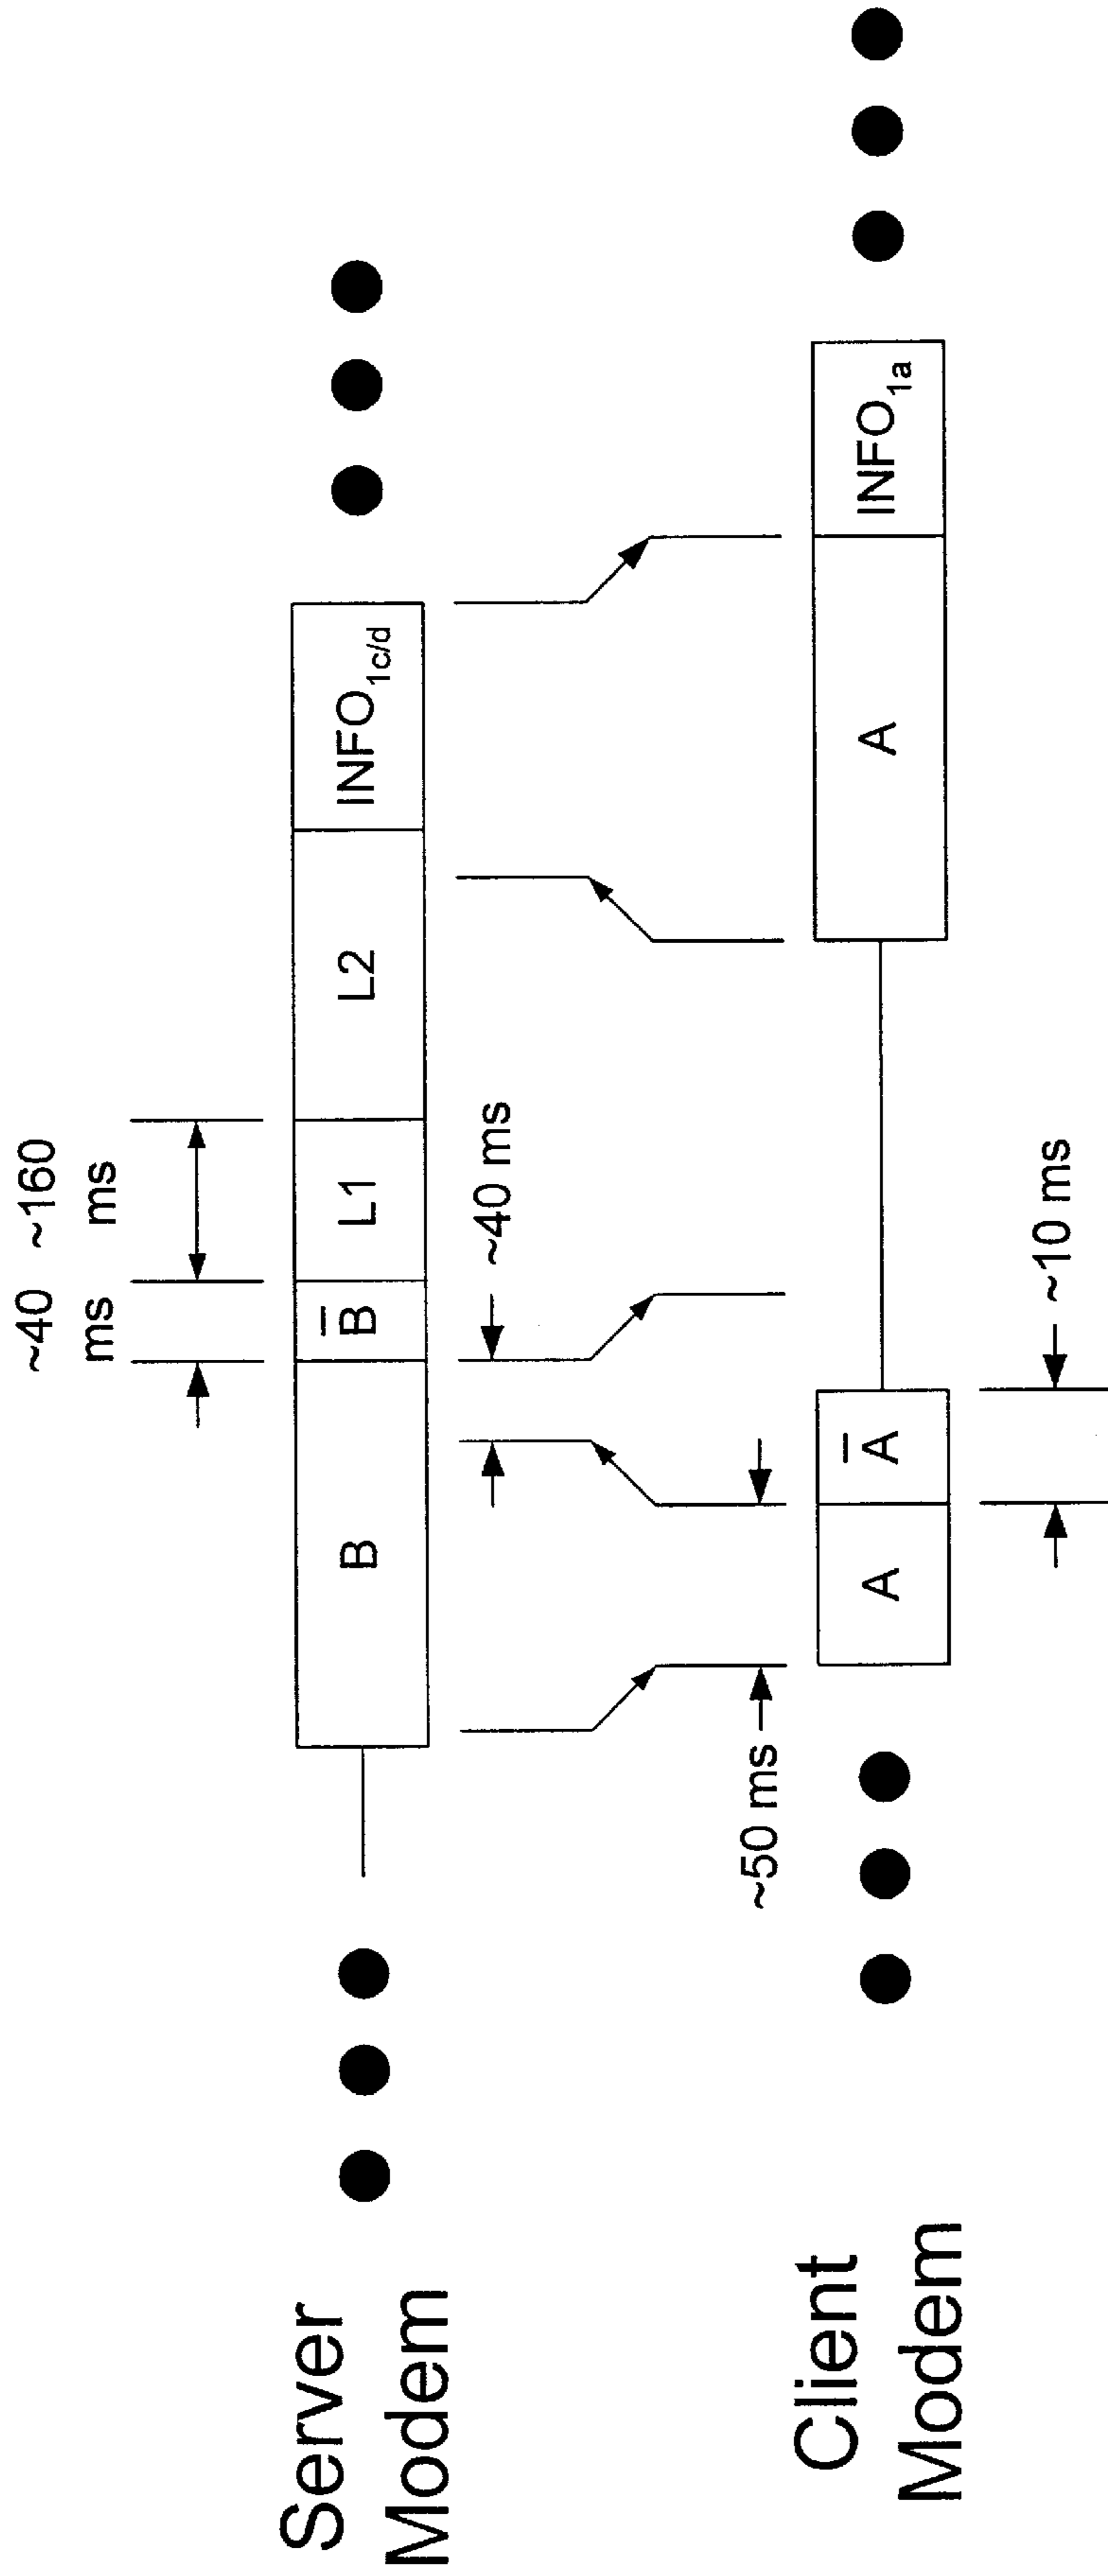 ~40 ~160
ms ms
Server
Modem
B
B̅
L1
L2
INFO1c/d
~40 ms
~50 ms
Client
Modem
A
A̅
A
INFO1a
~10 ms